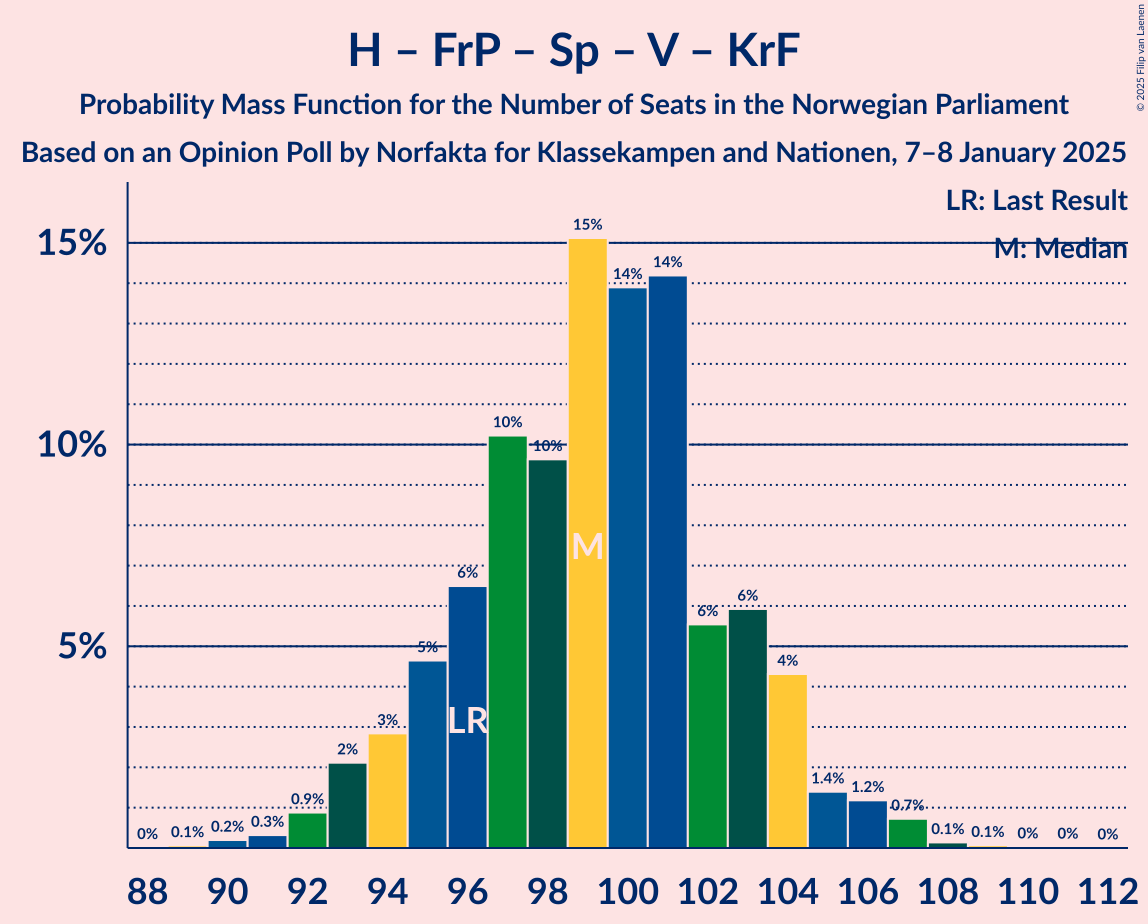 H – FrP – Sp – V – KrF
Probability Mass Function for the Number of Seats in the Norwegian Parliament
Based on an Opinion Poll by Norfakta for Klassekampen and Nationen, 7–8 January 2025
© 2025 Filip van Laenen
LR: Last Result
M: Median
15%
10%
5%
0% 0.1% 0.2% 0.3% 0.9% 2% 3% 5% 6% 10% 10% 15% 14% 14% 6% 6% 4% 1.4% 1.2% 0.7% 0.1% 0.1% 0% 0% 0%
M
LR
88 90 92 94 96 98 100 102 104 106 108 110 112